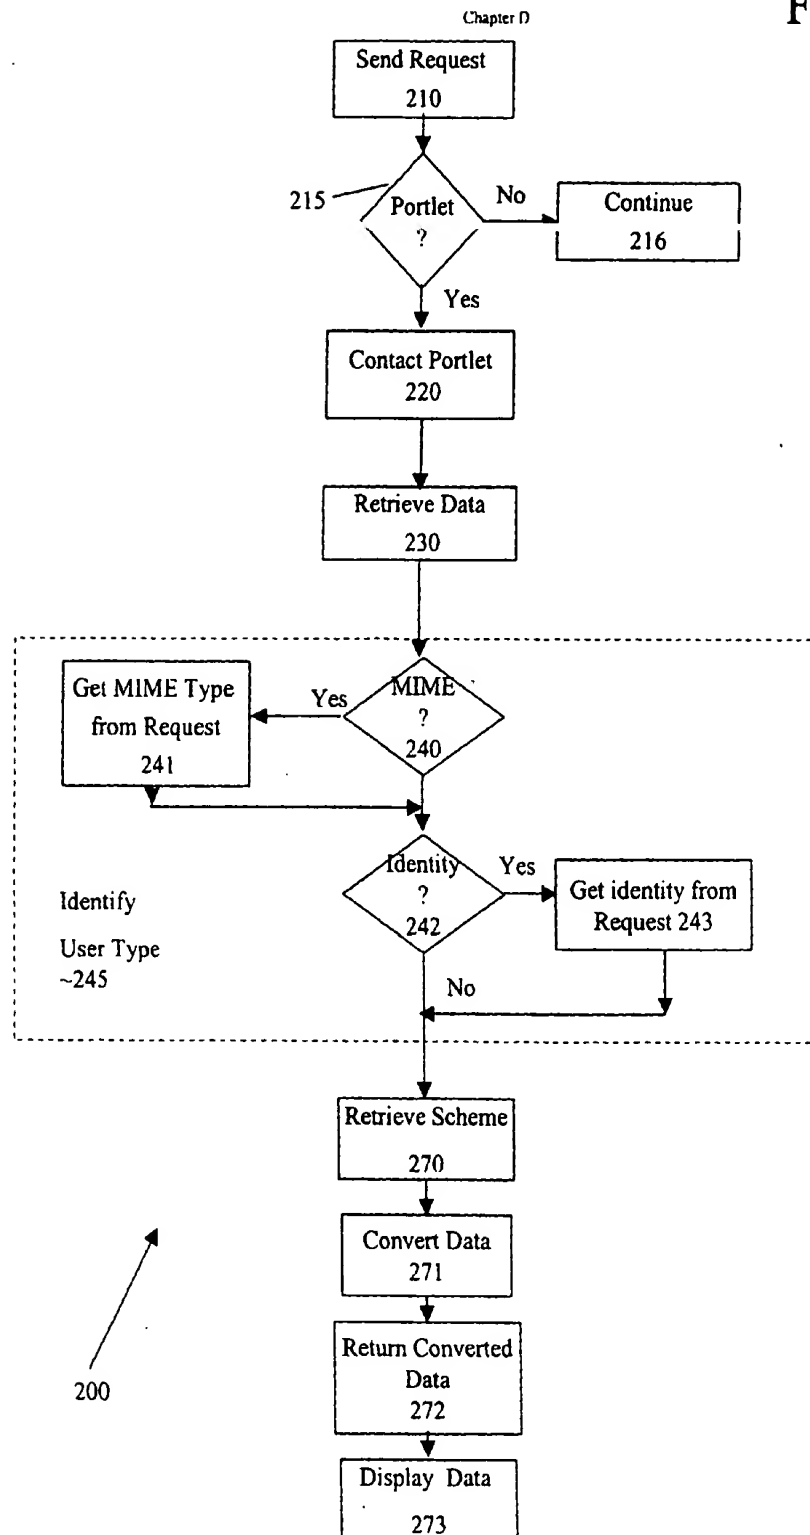 Chapter D
F
Send Request
210
215
Portlet
?
No
Continue
216
Yes
Contact Portlet
220
Retrieve Data
230
Get MIME Type
from Request
241
Yes
MIME
?
240
Identity
?
242
Yes
Get identity from
Request 243
Identify
User Type
~245
No
Retrieve Scheme
270
Convert Data
271
Return Converted
Data
272
200
Display Data
273